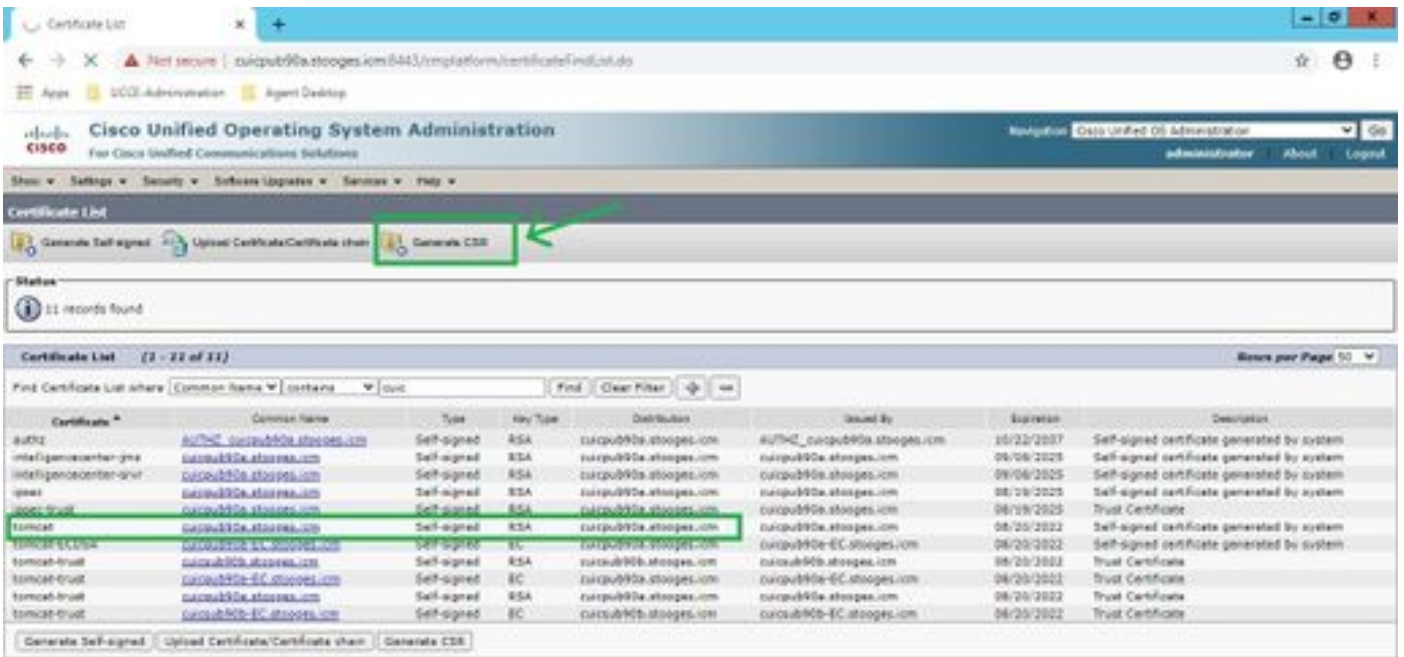 Certificate List
Not secure | cuicpub90a.stooges.icm:8443/cmplatform/certificateFindList.do
Apps UCCE-Administration Agent Desktop
cisco Cisco Unified Operating System Administration
For Cisco Unified Communications Solutions
Navigation Cisco Unified OS Administration Go
administrator About Logout
Show Settings Security Software Upgrades Services Help
Certificate List
Generate Self-signed Upload Certificate/Certificate chain Generate CSR
Status
11 records found
Certificate List (1 - 11 of 11) Rows per Page 50
Find Certificate List where Common Name contains cuic Find Clear Filter
Certificate Common Name Type Key Type Distribution Issued By Expiration Description
authz AUTHZ_cuicpub90a.stooges.icm Self-signed RSA cuicpub90a.stooges.icm AUTHZ_cuicpub90a.stooges.icm 10/22/2037 Self-signed certificate generated by system
intelligencecenter-jms cuicpub90a.stooges.icm Self-signed RSA cuicpub90a.stooges.icm cuicpub90a.stooges.icm 09/08/2025 Self-signed certificate generated by system
intelligencecenter-srvr cuicpub90a.stooges.icm Self-signed RSA cuicpub90a.stooges.icm cuicpub90a.stooges.icm 09/08/2025 Self-signed certificate generated by system
ipsec cuicpub90a.stooges.icm Self-signed RSA cuicpub90a.stooges.icm cuicpub90a.stooges.icm 08/19/2025 Self-signed certificate generated by system
ipsec-trust cuicpub90a.stooges.icm Self-signed RSA cuicpub90a.stooges.icm cuicpub90a.stooges.icm 08/19/2025 Trust Certificate
tomcat cuicpub90a.stooges.icm Self-signed RSA cuicpub90a.stooges.icm cuicpub90a.stooges.icm 08/20/2022 Self-signed certificate generated by system
tomcat-ECDSA cuicpub90a-EC.stooges.icm Self-signed EC cuicpub90a.stooges.icm cuicpub90a-EC.stooges.icm 08/20/2022 Self-signed certificate generated by system
tomcat-trust cuicpub90b.stooges.icm Self-signed RSA cuicpub90b.stooges.icm cuicpub90b.stooges.icm 08/20/2022 Trust Certificate
tomcat-trust cuicpub90a-EC.stooges.icm Self-signed EC cuicpub90a.stooges.icm cuicpub90a-EC.stooges.icm 08/20/2022 Trust Certificate
tomcat-trust cuicpub90a.stooges.icm Self-signed RSA cuicpub90a.stooges.icm cuicpub90a.stooges.icm 08/20/2022 Trust Certificate
tomcat-trust cuicpub90b-EC.stooges.icm Self-signed EC cuicpub90b.stooges.icm cuicpub90b-EC.stooges.icm 08/20/2022 Trust Certificate
Generate Self-signed Upload Certificate/Certificate chain Generate CSR